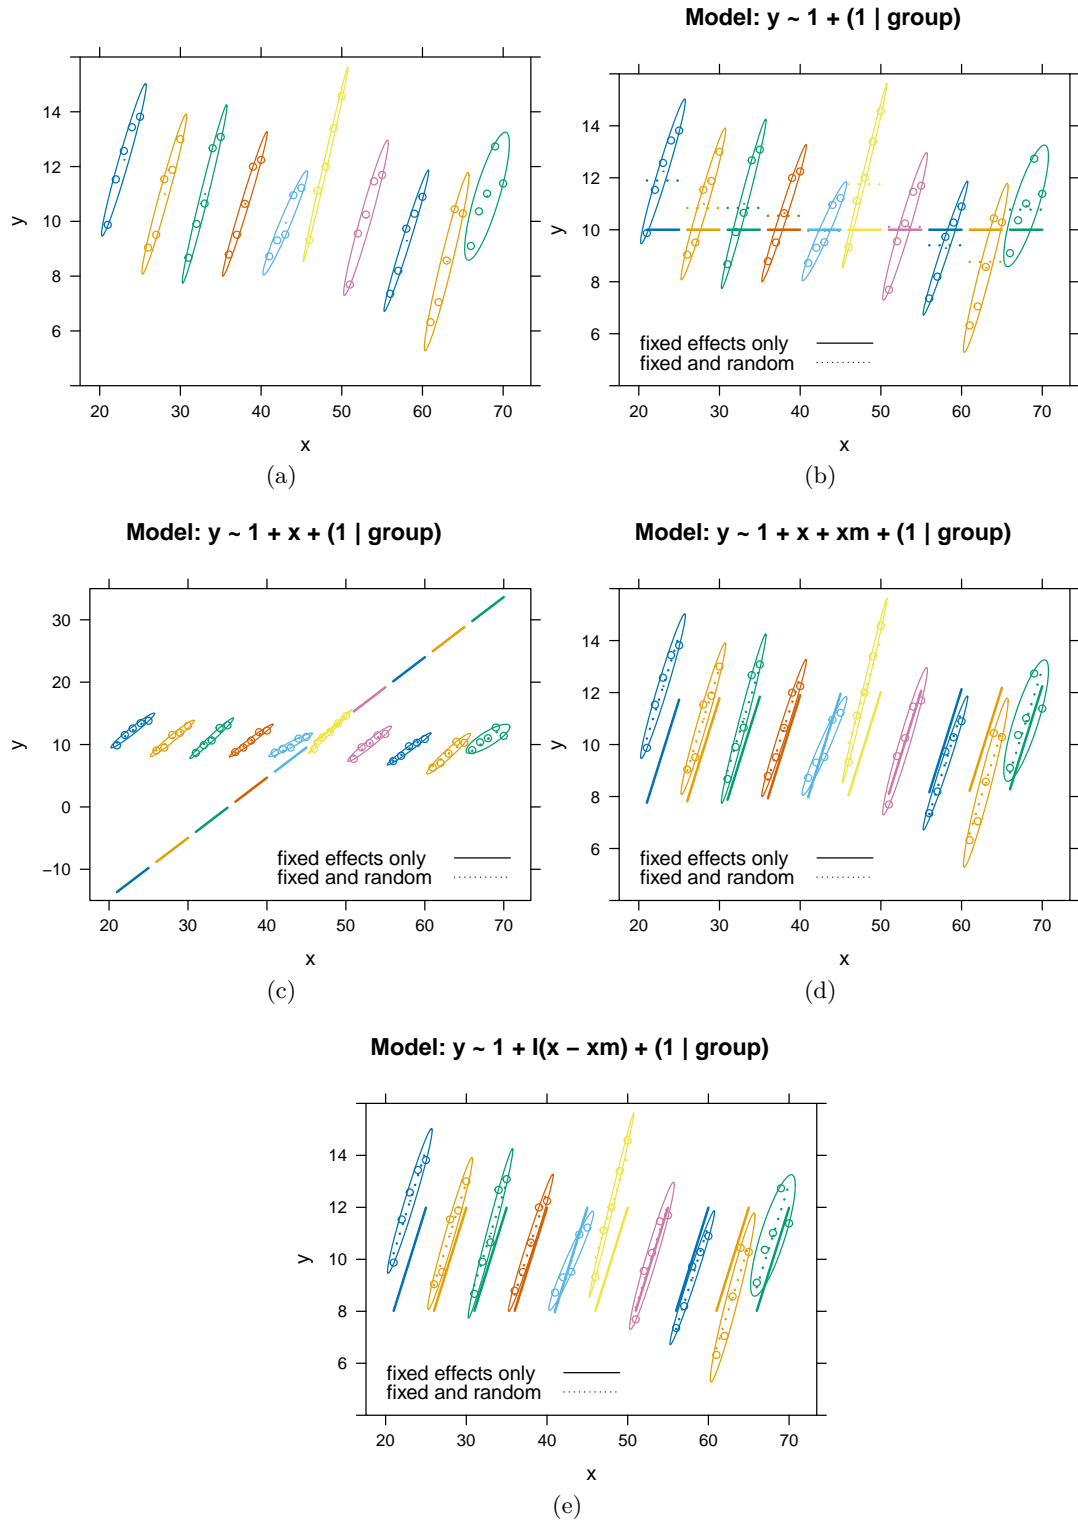 Model: y ~ 1 + (1 | group)
14
12
10
8
6
y
20 30 40 50 60 70
x
(a)
14
12
10
8
6
y
fixed effects only
fixed and random
20 30 40 50 60 70
x
(b)
Model: y ~ 1 + x + (1 | group)
30
20
10
0
−10
y
fixed effects only
fixed and random
20 30 40 50 60 70
x
(c)
Model: y ~ 1 + x + xm + (1 | group)
14
12
10
8
6
y
fixed effects only
fixed and random
20 30 40 50 60 70
x
(d)
Model: y ~ 1 + I(x − xm) + (1 | group)
14
12
10
8
6
y
fixed effects only
fixed and random
20 30 40 50 60 70
x
(e)